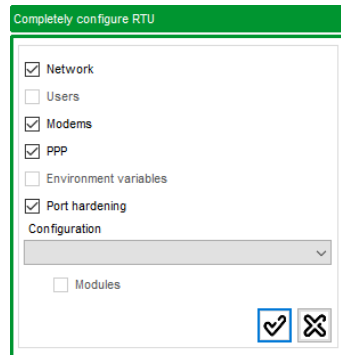 Completely configure RTU
Network
Users
Modems
PPP
Environment variables
Port hardening
Configuration
Modules